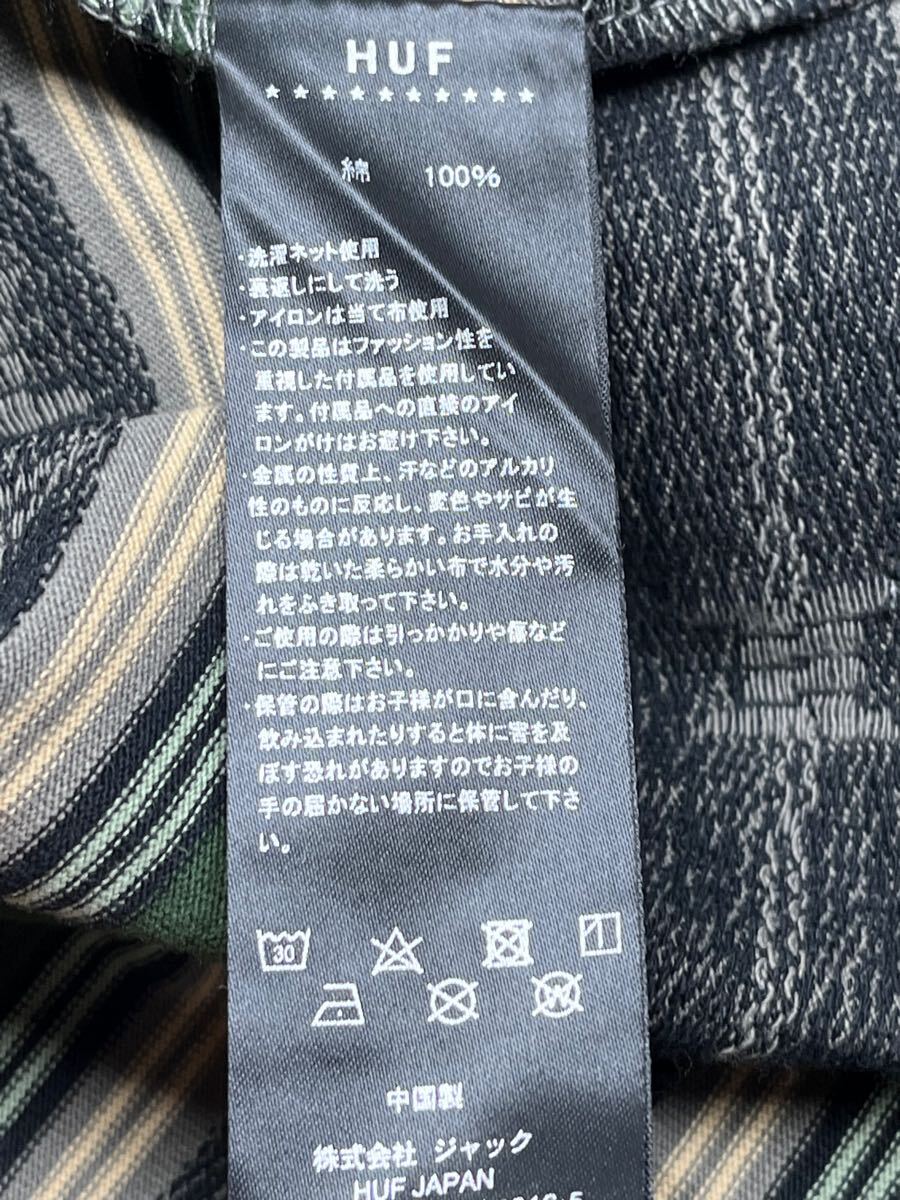 HUF
★★★★★★★★★★
綿 100%
・洗濯ネット使用
・裏返しにして洗う
・アイロンは当て布使用
・この製品はファッション性を
重視した付属品を使用してい
ます。付属品への直接のアイ
ロンがけはお避け下さい。
・金属の性質上、汗などのアルカリ
性のものに反応し、変色やサビが生
じる場合があります。お手入れの
際は乾いた柔らかい布で水分や汚
れをふき取って下さい。
・ご使用の際は引っかかりや傷など
にご注意下さい。
・保管の際はお子様が口に含んだり、
飲み込まれたりすると体に害を及
ぼす恐れがありますのでお子様の
手の届かない場所に保管して下さ
い。
30
W
中国製
株式会社 ジャック
HUF JAPAN